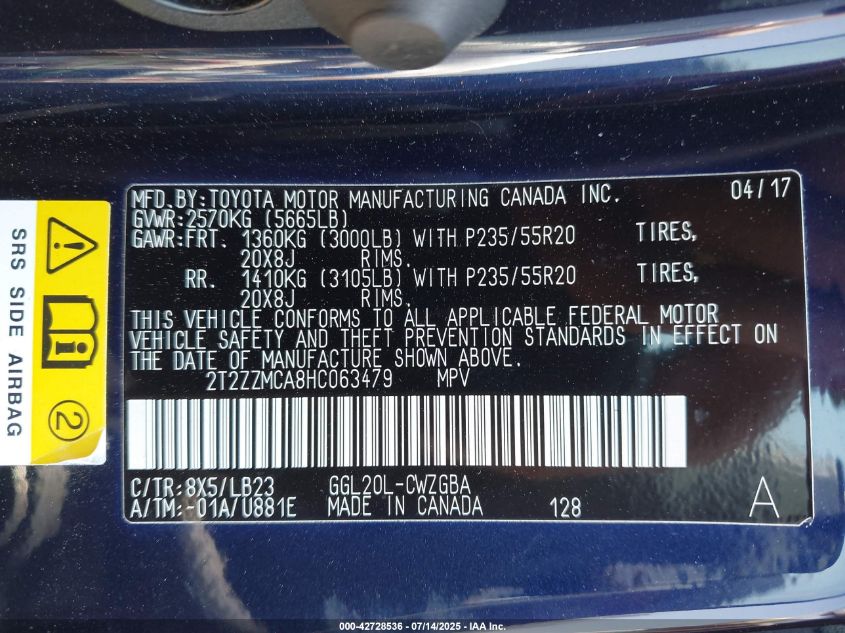 MFD.BY:TOYOTA MOTOR MANUFACTURING CANADA INC. 04/17
GVWR:2570KG (5665LB)
GAWR:FRT. 1360KG (3000LB) WITH P235/55R20 TIRES,
20X8J RIMS.
RR. 1410KG (3105LB) WITH P235/55R20 TIRES,
20X8J RIMS.
THIS VEHICLE CONFORMS TO ALL APPLICABLE FEDERAL MOTOR
VEHICLE SAFETY AND THEFT PREVENTION STANDARDS IN EFFECT ON
THE DATE OF MANUFACTURE SHOWN ABOVE.
2T2ZZMCA8HC063479 MPV
C/TR:8X5/LB23 GGL20L-CWZGBA
A/TM:-01A/U881E MADE IN CANADA 128 A
SRS SIDE AIRBAG
2
000-42728536 - 07/14/2025 - IAA Inc.